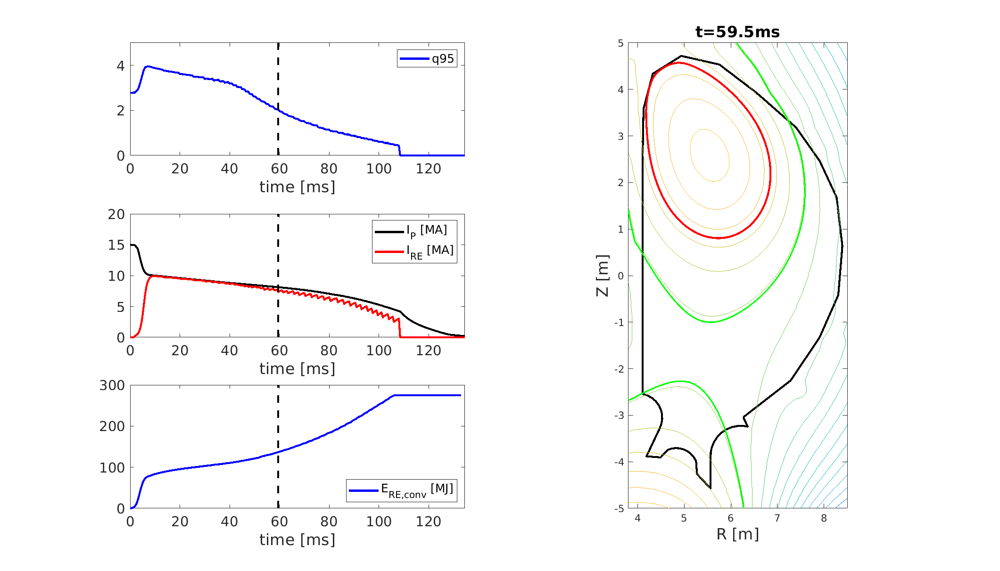 q95
4
2
0
0 20 40 60 80 100 120
time [ms]
I_P [MA]
I_RE [MA]
20
15
10
5
0
0 20 40 60 80 100 120
time [ms]
E_RE,conv [MJ]
300
200
100
0
0 20 40 60 80 100 120
time [ms]
t=59.5ms
5
4
3
2
1
0
-1
-2
-3
-4
-5
Z [m]
4 5 6 7 8
R [m]